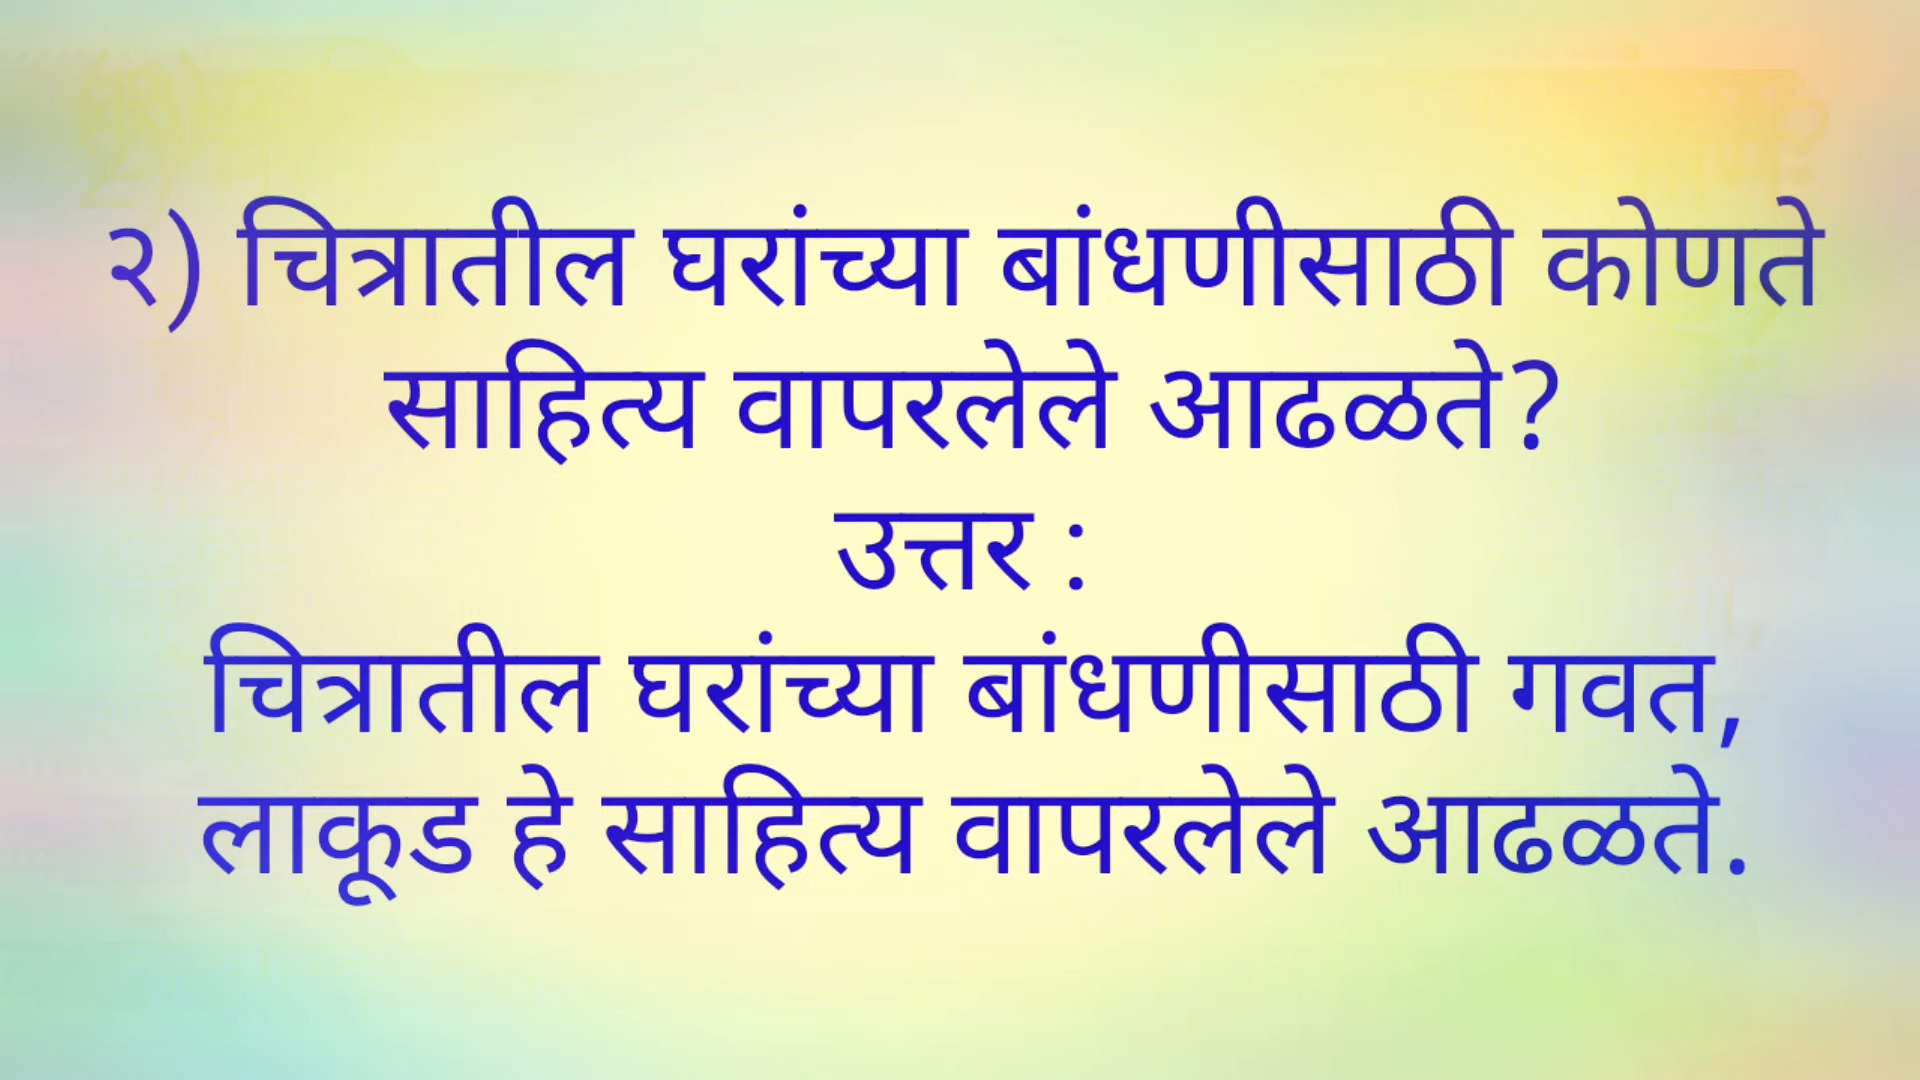 २) चित्रातील घरांच्या बांधणीसाठी कोणते
साहित्य वापरलेले आढळते?
उत्तर :
चित्रातील घरांच्या बांधणीसाठी गवत,
लाकूड हे साहित्य वापरलेले आढळते.